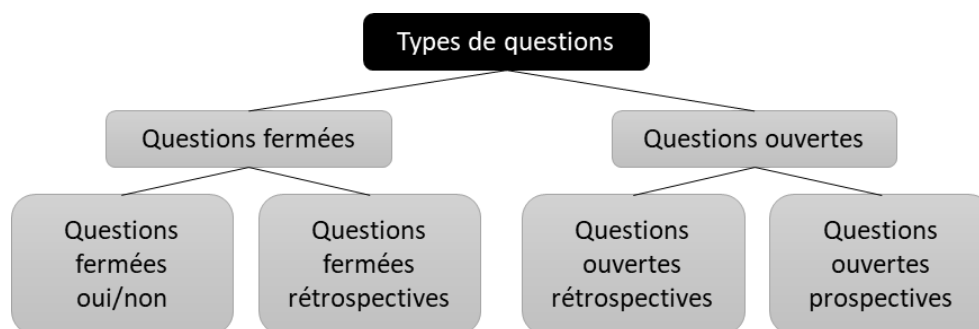 Types de questions
Questions fermées
Questions ouvertes
Questions
fermées
oui/non
Questions
fermées
rétrospectives
Questions
ouvertes
rétrospectives
Questions
ouvertes
prospectives